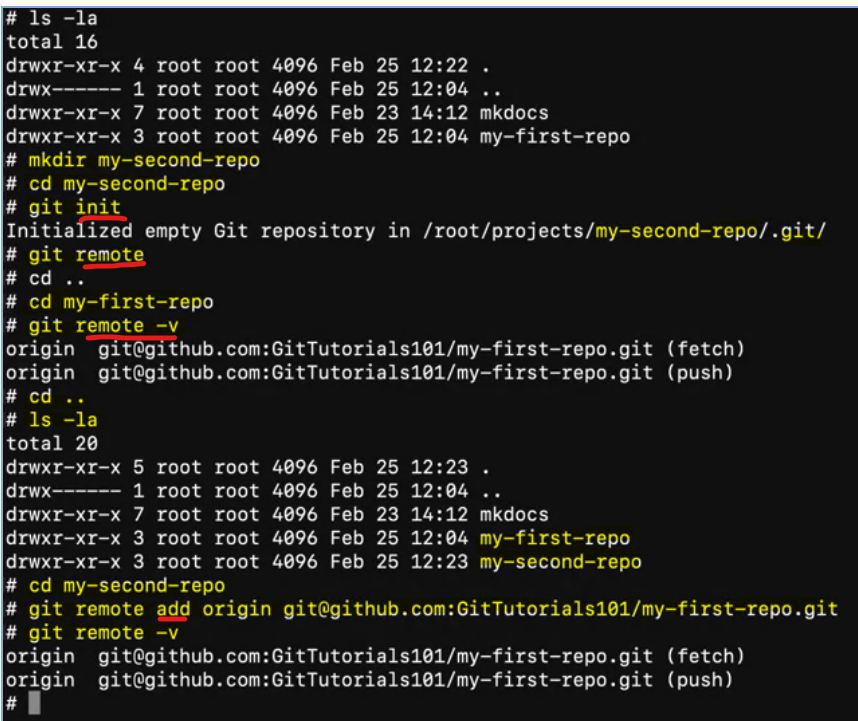 # ls -la
total 16
drwxr-xr-x 4 root root 4096 Feb 25 12:22 .
drwx------ 1 root root 4096 Feb 25 12:04 ..
drwxr-xr-x 7 root root 4096 Feb 23 14:12 mkdocs
drwxr-xr-x 3 root root 4096 Feb 25 12:04 my-first-repo
# mkdir my-second-repo
# cd my-second-repo
# git init
Initialized empty Git repository in /root/projects/my-second-repo/.git/
# git remote
# cd ..
# cd my-first-repo
# git remote -v
origin  git@github.com:GitTutorials101/my-first-repo.git (fetch)
origin  git@github.com:GitTutorials101/my-first-repo.git (push)
# cd ..
# ls -la
total 20
drwxr-xr-x 5 root root 4096 Feb 25 12:23 .
drwx------ 1 root root 4096 Feb 25 12:04 ..
drwxr-xr-x 7 root root 4096 Feb 23 14:12 mkdocs
drwxr-xr-x 3 root root 4096 Feb 25 12:04 my-first-repo
drwxr-xr-x 3 root root 4096 Feb 25 12:23 my-second-repo
# cd my-second-repo
# git remote add origin git@github.com:GitTutorials101/my-first-repo.git
# git remote -v
origin  git@github.com:GitTutorials101/my-first-repo.git (fetch)
origin  git@github.com:GitTutorials101/my-first-repo.git (push)
#